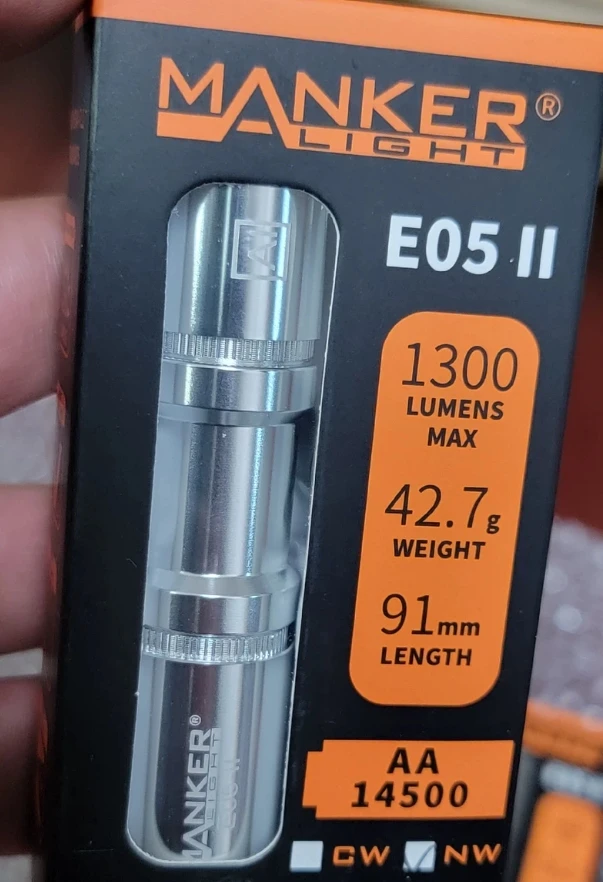 MANKER®
LIGHT
E05 II
1300
LUMENS
MAX
42.7g
WEIGHT
91mm
LENGTH
AA
14500
CW NW
MANKER®
LIGHT
E05 II